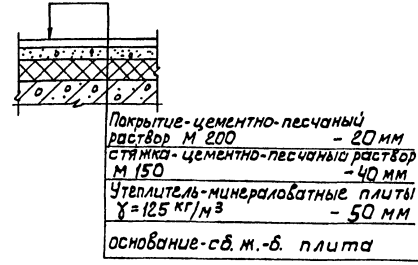 Покрытие-цементно-песчаный
раствор М 200 - 20 мм
стяжка-цементно-песчаный раствор
М 150 - 40 мм
Утеплитель-минераловатные плиты
γ=125 кг/м³ - 50 мм
основание-сб. ж.-б. плита